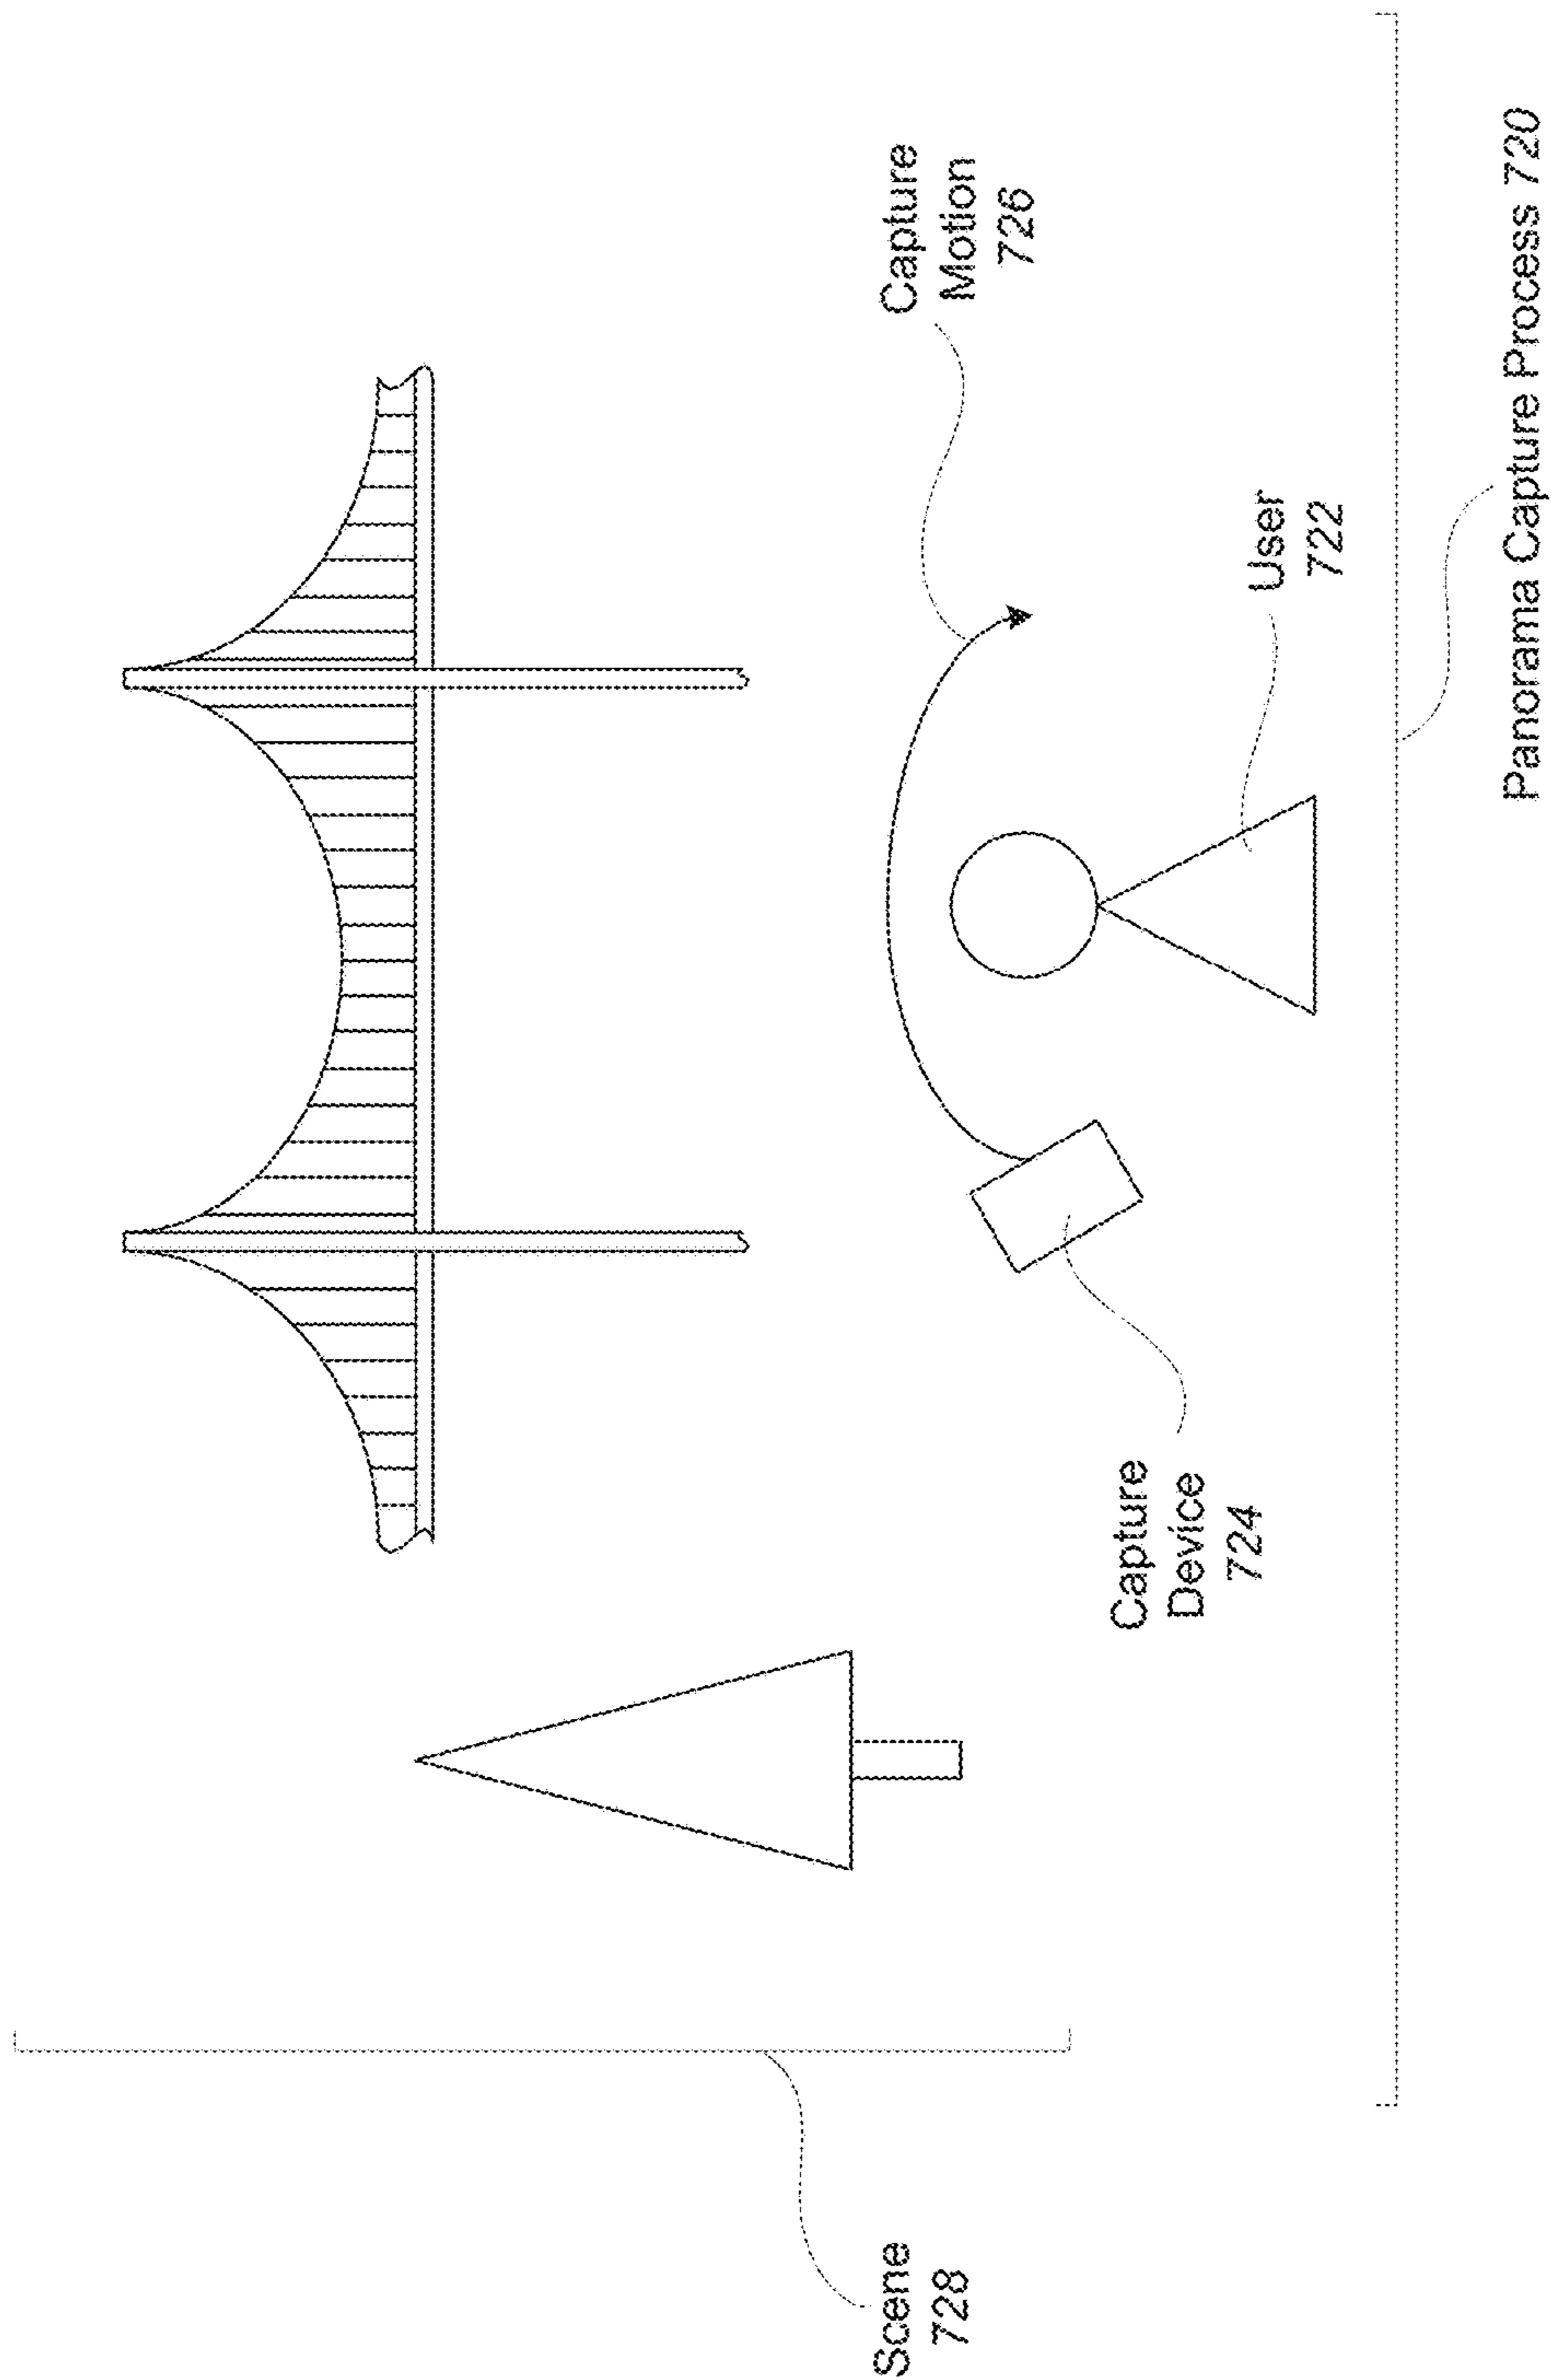 Scene
728
Capture
Device
724
Capture
Motion
726
User
722
Panorama Capture Process 720